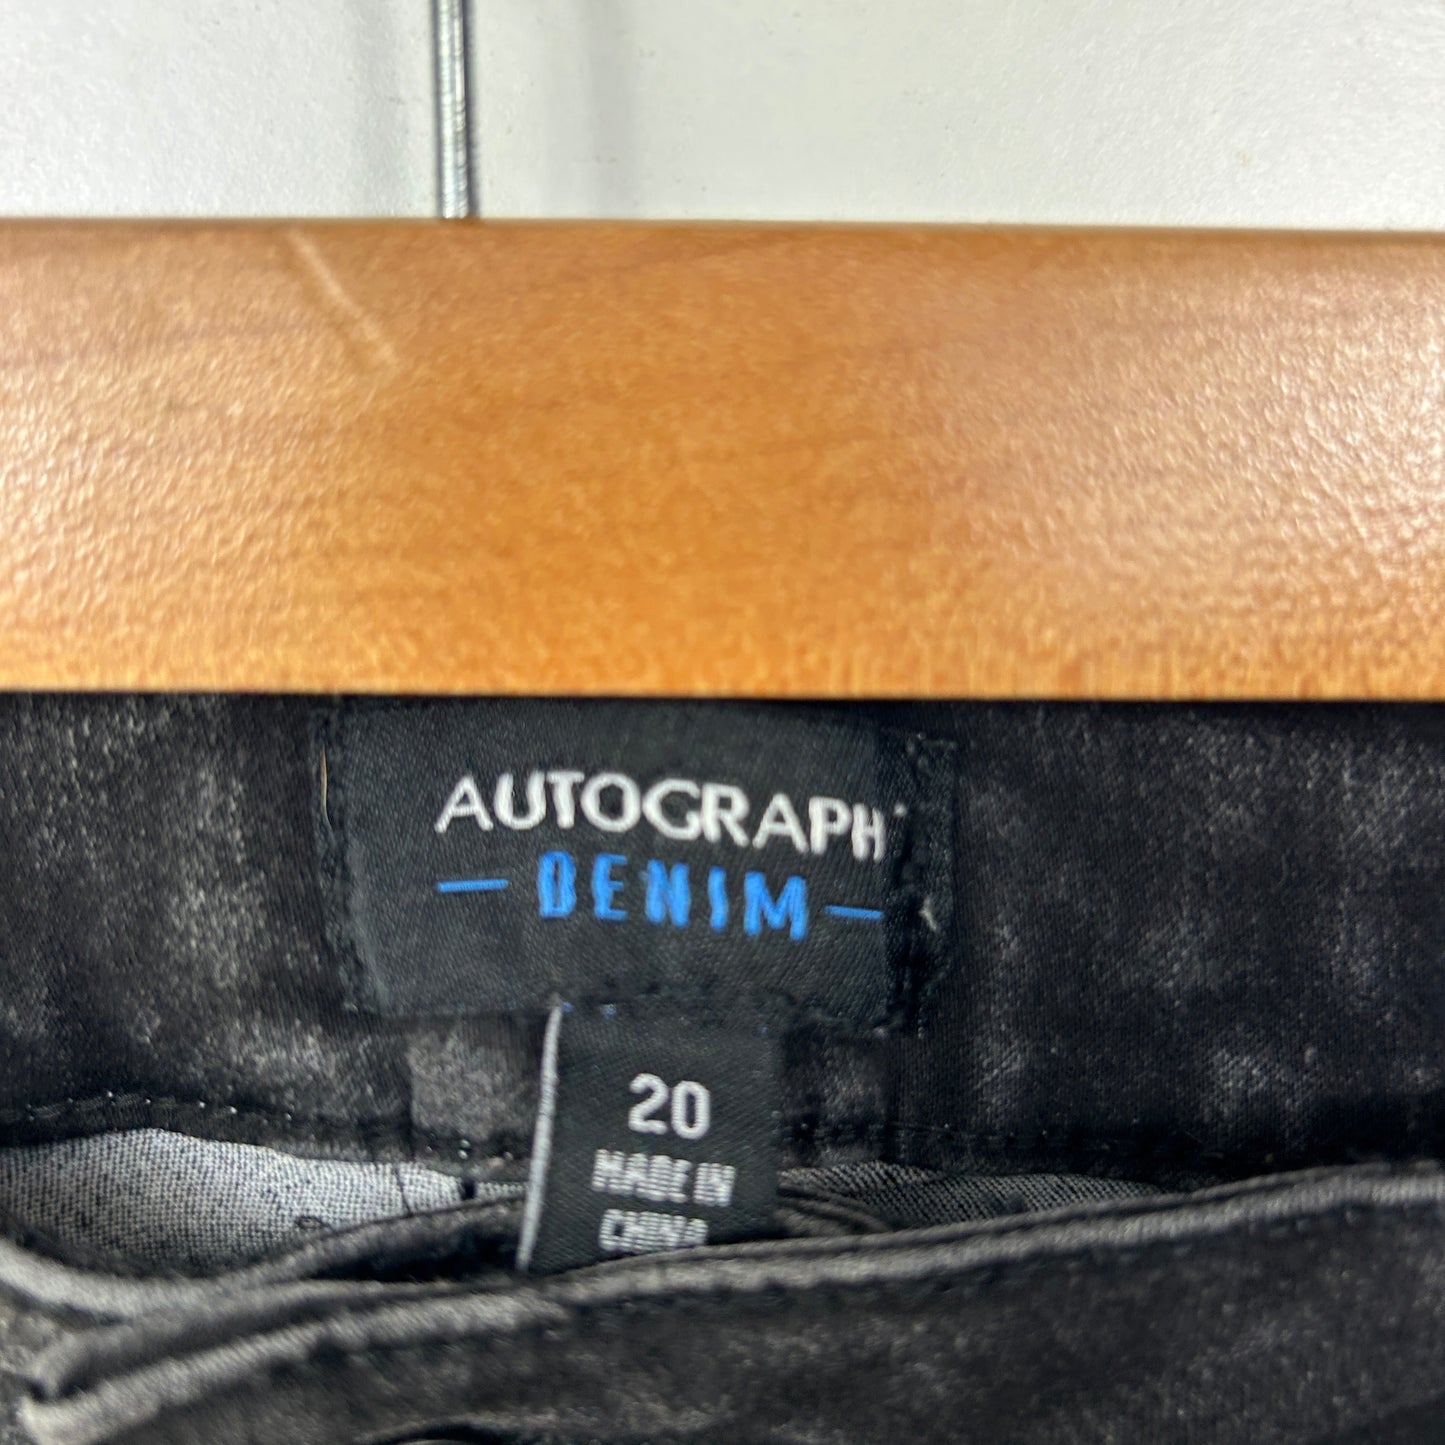 AUTOGRAPH
— DENIM —
20
MADE IN
CHINA